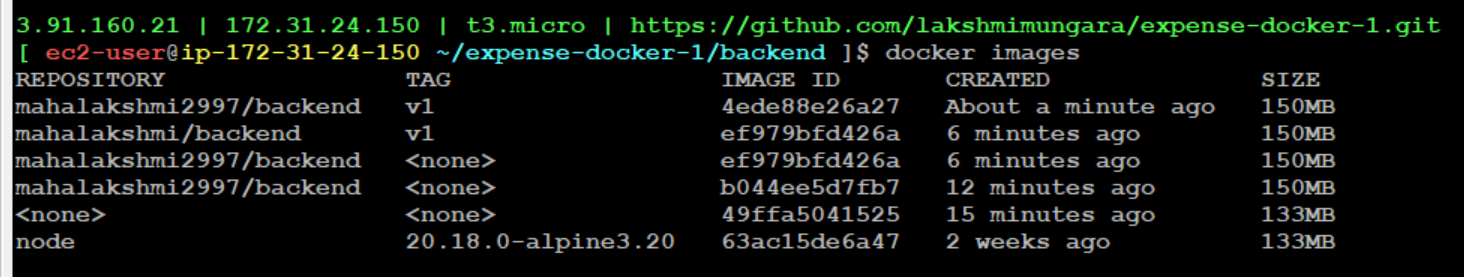 3.91.160.21 | 172.31.24.150 | t3.micro | https://github.com/lakshmimungara/expense-docker-1.git
[ ec2-user@ip-172-31-24-150 ~/expense-docker-1/backend ]$ docker images
REPOSITORY TAG IMAGE ID CREATED SIZE
mahalakshmi2997/backend v1 4ede88e26a27 About a minute ago 150MB
mahalakshmi/backend v1 ef979bfd426a 6 minutes ago 150MB
mahalakshmi2997/backend <none> ef979bfd426a 6 minutes ago 150MB
mahalakshmi2997/backend <none> b044ee5d7fb7 12 minutes ago 150MB
<none> <none> 49ffa5041525 15 minutes ago 133MB
node 20.18.0-alpine3.20 63ac15de6a47 2 weeks ago 133MB